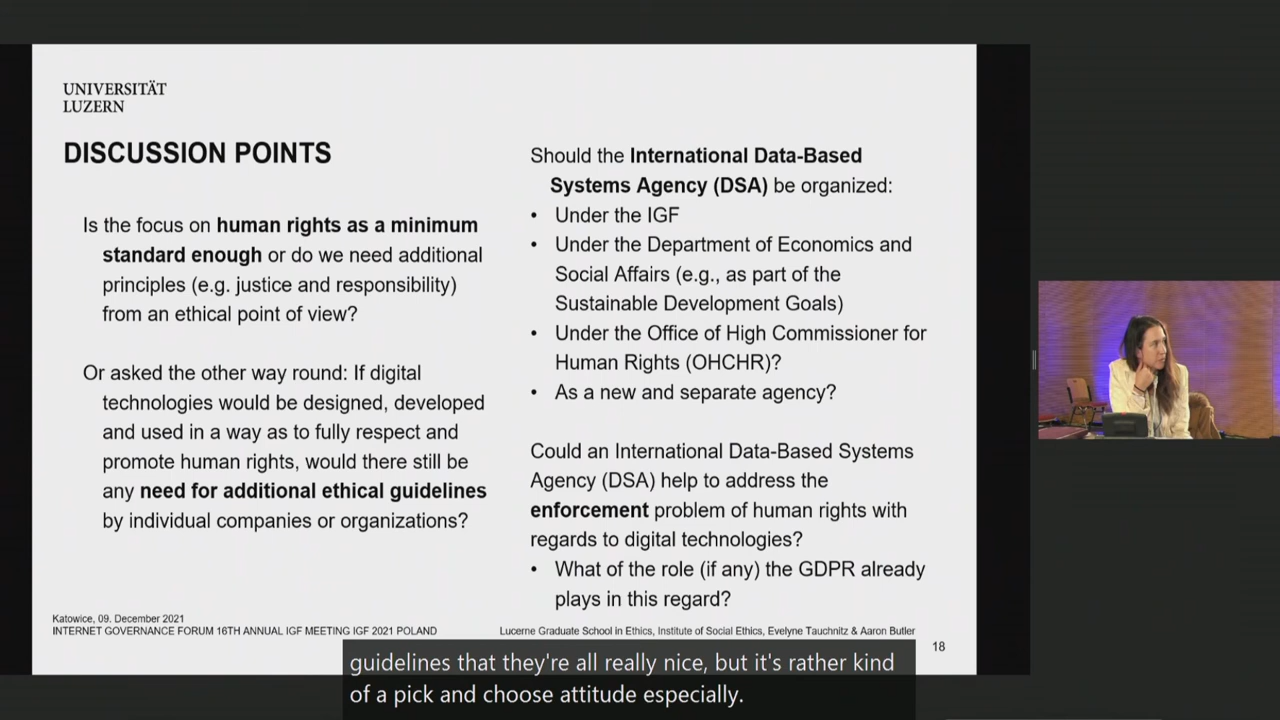 UNIVERSITÄT
LUZERN
DISCUSSION POINTS
Is the focus on human rights as a minimum
standard enough or do we need additional
principles (e.g. justice and responsibility)
from an ethical point of view?
Or asked the other way round: If digital
technologies would be designed, developed
and used in a way as to fully respect and
promote human rights, would there still be
any need for additional ethical guidelines
by individual companies or organizations?
Should the International Data-Based
Systems Agency (DSA) be organized:
• Under the IGF
• Under the Department of Economics and
Social Affairs (e.g., as part of the
Sustainable Development Goals)
• Under the Office of High Commissioner for
Human Rights (OHCHR)?
• As a new and separate agency?
Could an International Data-Based Systems
Agency (DSA) help to address the
enforcement problem of human rights with
regards to digital technologies?
• What of the role (if any) the GDPR already
plays in this regard?
Katowice, 09. December 2021
INTERNET GOVERNANCE FORUM 16TH ANNUAL IGF MEETING IGF 2021 POLAND
Lucerne Graduate School in Ethics, Institute of Social Ethics, Evelyne Tauchnitz & Aaron Butler
18
guidelines that they're all really nice, but it's rather kind
of a pick and choose attitude especially.